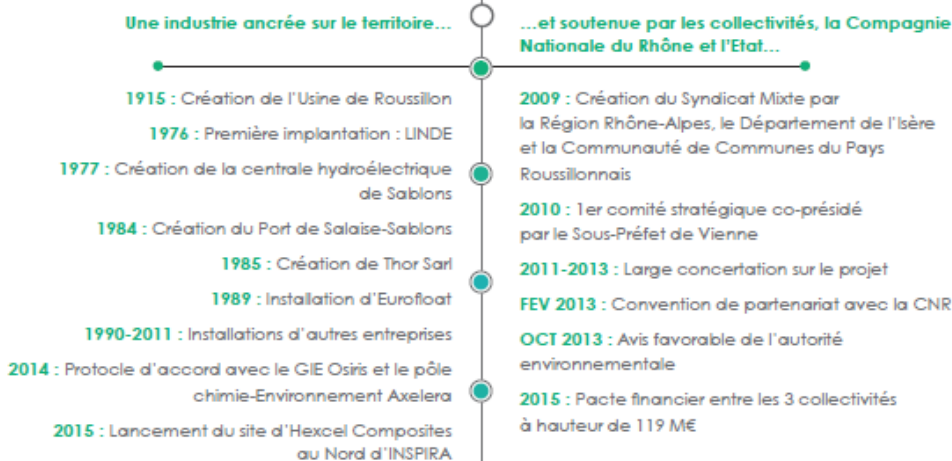 Une industrie ancrée sur le territoire...
1915 : Création de l'Usine de Roussillon
1976 : Première implantation : LINDE
1977 : Création de la centrale hydroélectrique
de Sablons
1984 : Création du Port de Salaise-Sablons
1985 : Création de Thor Sarl
1989 : Installation d'Eurofloat
1990-2011 : Installations d'autres entreprises
2014 : Protocle d'accord avec le GIE Osiris et le pôle
chimie-Environnement Axelera
2015 : Lancement du site d'Hexcel Composites
au Nord d'INSPIRA
...et soutenue par les collectivités, la Compagnie
Nationale du Rhône et l'Etat...
2009 : Création du Syndicat Mixte par
la Région Rhône-Alpes, le Département de l'Isère
et la Communauté de Communes du Pays
Roussillonnais
2010 : 1er comité stratégique co-présidé
par le Sous-Préfet de Vienne
2011-2013 : Large concertation sur le projet
FEV 2013 : Convention de partenariat avec la CNR
OCT 2013 : Avis favorable de l'autorité
environnementale
2015 : Pacte financier entre les 3 collectivités
à hauteur de 119 M€